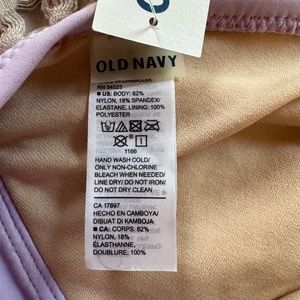 OLD NAVY
RN 54023
■ US: BODY: 82%
NYLON, 18% SPANDEX/
ELASTANE, LINING: 100%
POLYESTER
1166
HAND WASH COLD/
ONLY NON-CHLORINE
BLEACH WHEN NEEDED/
LINE DRY/ DO NOT IRON/
DO NOT DRY CLEAN
CA 17897
HECHO EN CAMBOYA/
DIBUAT DI KAMBOJA
■ CA: CORPS: 82%
NYLON, 18%
ÉLASTHANNE,
DOUBLURE: 100%